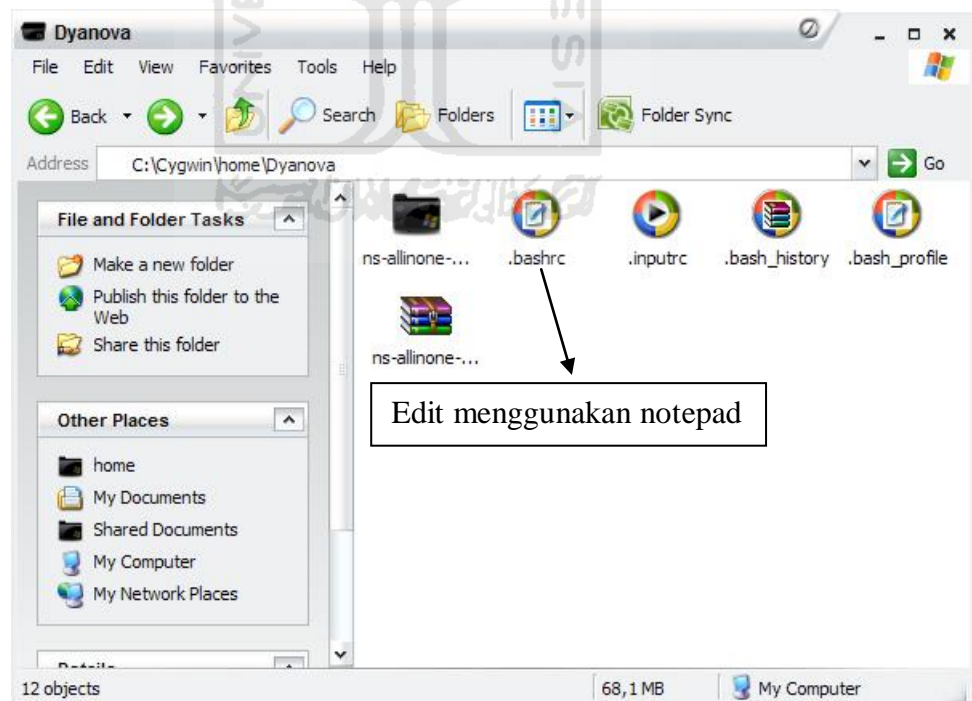 Dyanova
File Edit View Favorites Tools Help
Back Search Folders Folder Sync
Address C:\Cygwin\home\Dyanova Go
File and Folder Tasks
Make a new folder
Publish this folder to the
Web
Share this folder
Other Places
home
My Documents
Shared Documents
My Computer
My Network Places
ns-allinone-... .bashrc .inputrc .bash_history .bash_profile
ns-allinone-...
Edit menggunakan notepad
12 objects 68,1 MB My Computer